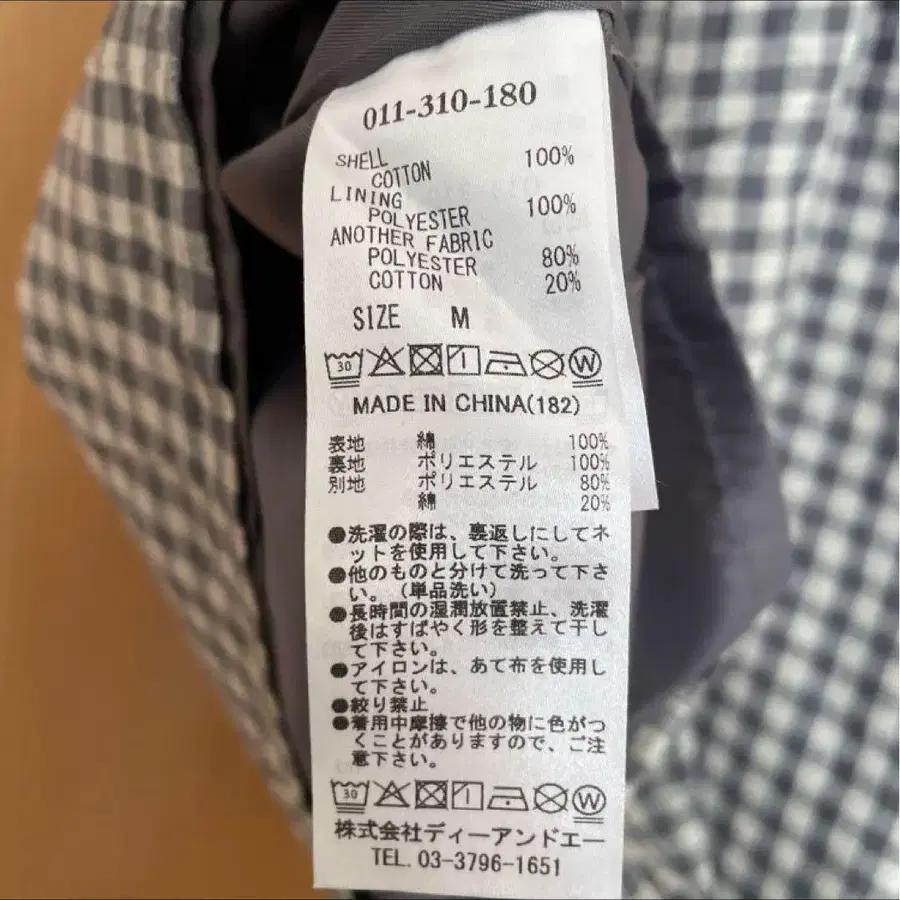 011-310-180
SHELL
COTTON 100%
LINING
POLYESTER 100%
ANOTHER FABRIC
POLYESTER 80%
COTTON 20%
SIZE M
30 W
MADE IN CHINA(182)
表地 綿 100%
裏地 ポリエステル 100%
別地 ポリエステル 80%
綿 20%
●洗濯の際は、裏返しにしてネ
ットを使用して下さい。
●他のものと分けて洗って下さ
い。(単品洗い)
●長時間の湿潤放置禁止、洗濯
後はすばやく形を整えて干し
て下さい。
●アイロンは、あて布を使用し
て下さい。
●絞り禁止
●着用中摩擦で他の物に色がつ
くことがありますので、ご注
意下さい。
30 W
株式会社ディーアンドエー
TEL. 03-3796-1651